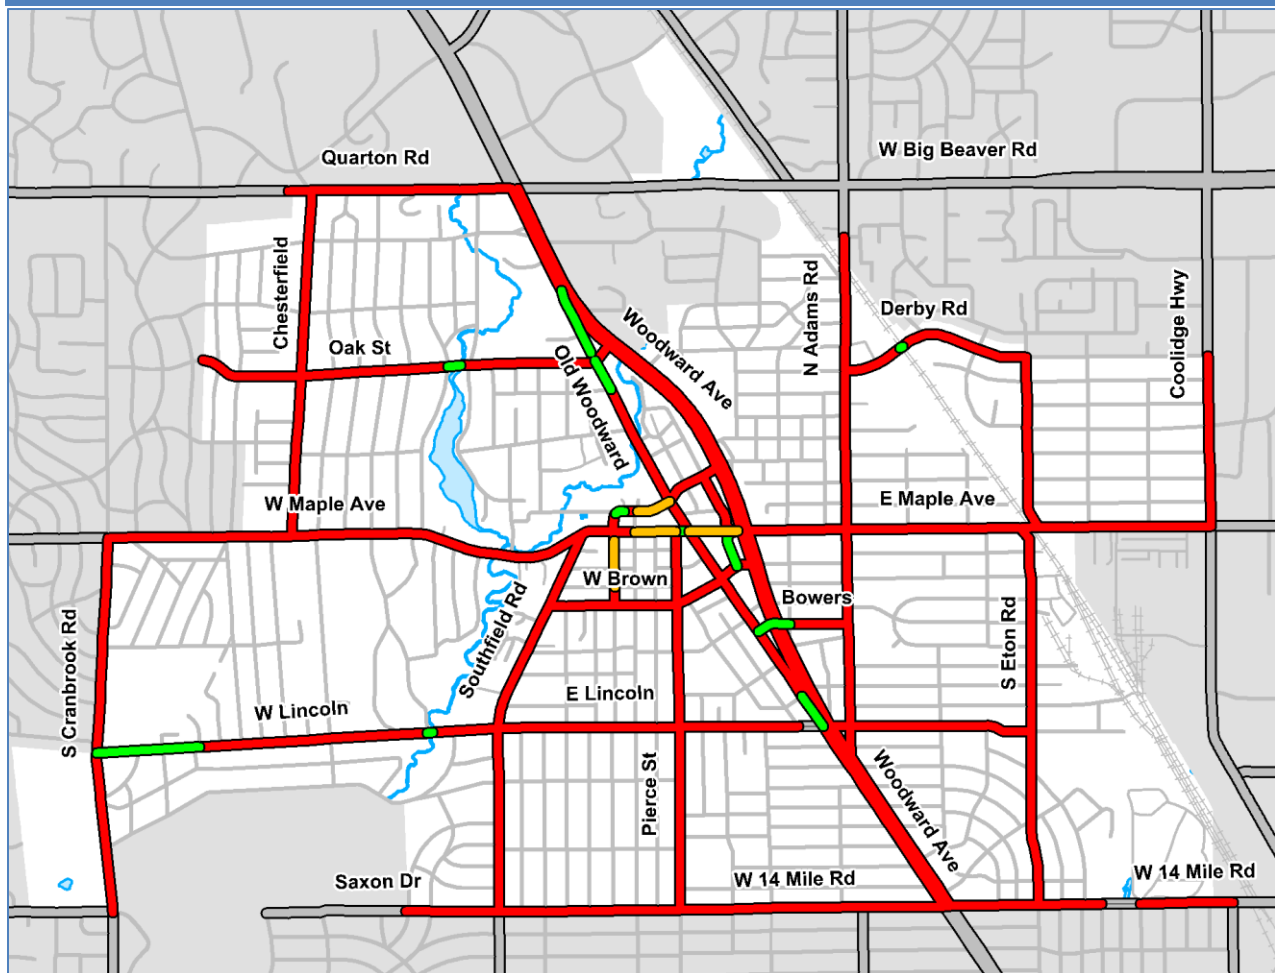 W Big Beaver Rd
Quarton Rd
Chesterfield
N Adams Rd
Coolidge Hwy
Derby Rd
Woodward Ave
Oak St
Old Woodward
W Maple Ave
E Maple Ave
W Brown
Bowers
Southfield Rd
S Cranbrook Rd
S Eton Rd
E Lincoln
W Lincoln
Pierce St
Woodward Ave
Saxon Dr
W 14 Mile Rd
W 14 Mile Rd